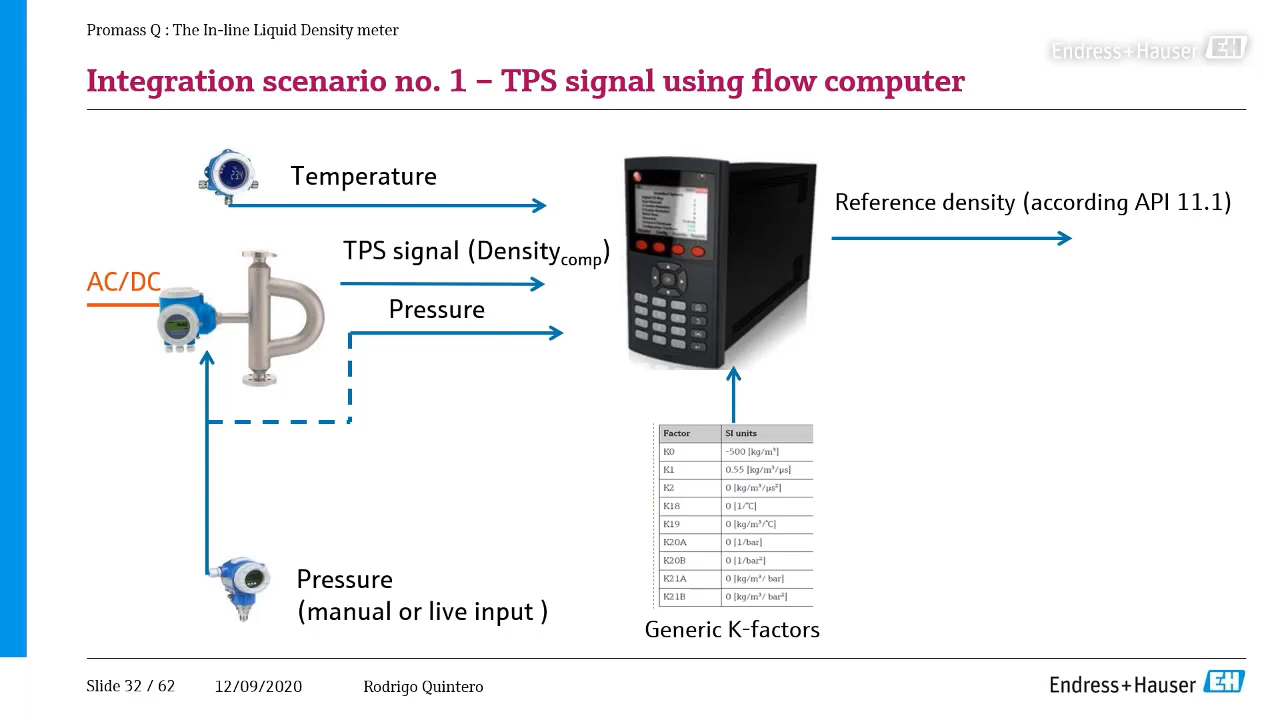 Promass Q : The In-line Liquid Density meter
Endress+Hauser EH
Integration scenario no. 1 – TPS signal using flow computer
Temperature
Reference density (according API 11.1)
TPS signal (Densitycomp)
AC/DC
Pressure
Factor SI units
K0 -500 [kg/m³]
K1 0.55 [kg/m³/µs]
K2 0 [kg/m³/µs²]
K18 0 [1/°C]
K19 0 [kg/m³/°C]
K20A 0 [1/bar]
K20B 0 [1/bar²]
K21A 0 [kg/m³/ bar]
K21B 0 [kg/m³/ bar²]
Pressure
(manual or live input )
Generic K-factors
Slide 32 / 62 12/09/2020 Rodrigo Quintero
Endress+Hauser EH